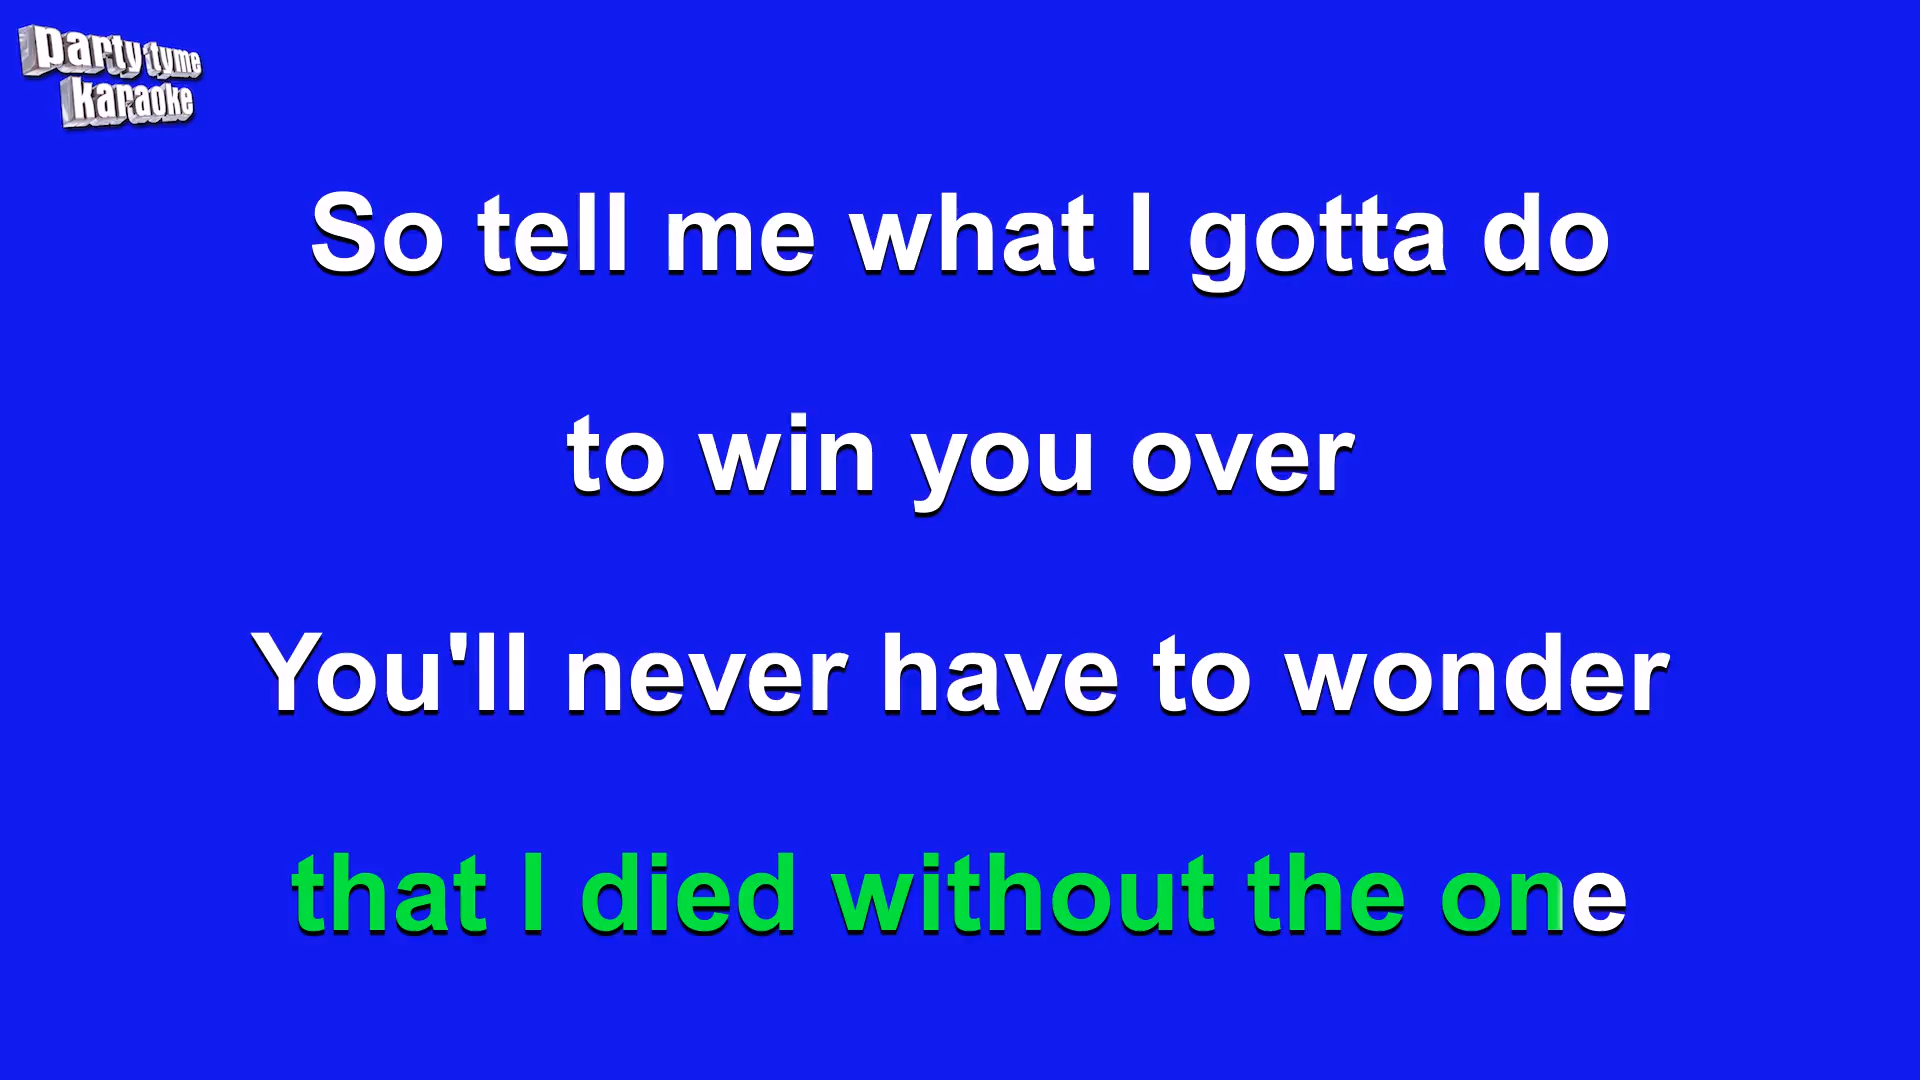 party tyme
karaoke
So tell me what I gotta do
to win you over
You'll never have to wonder
that I died without the one